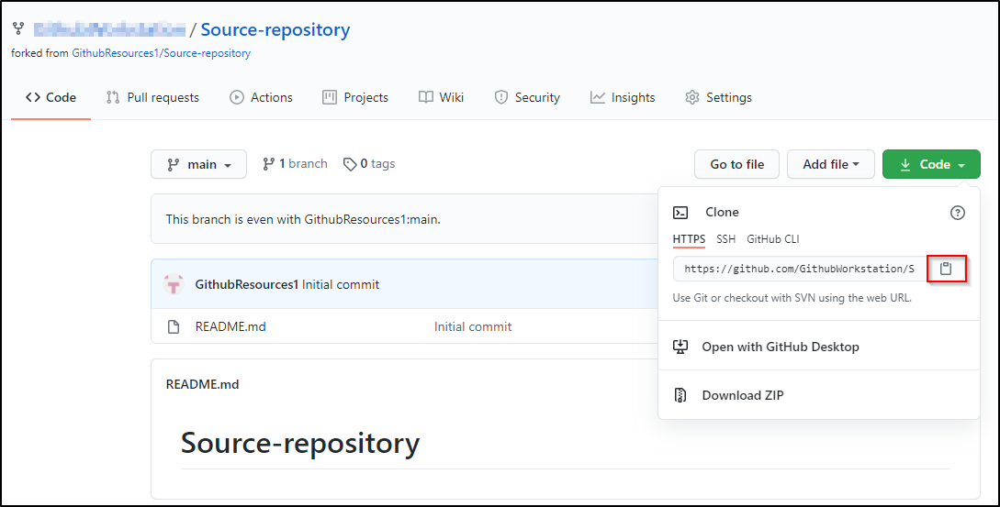 / Source-repository
forked from GithubResources1/Source-repository
Code Pull requests Actions Projects Wiki Security Insights Settings
main 1 branch 0 tags Go to file Add file Code
This branch is even with GithubResources1:main.
GithubResources1 Initial commit
README.md Initial commit
README.md
Source-repository
Clone
HTTPS SSH GitHub CLI
https://github.com/GithubWorkstation/S
Use Git or checkout with SVN using the web URL.
Open with GitHub Desktop
Download ZIP